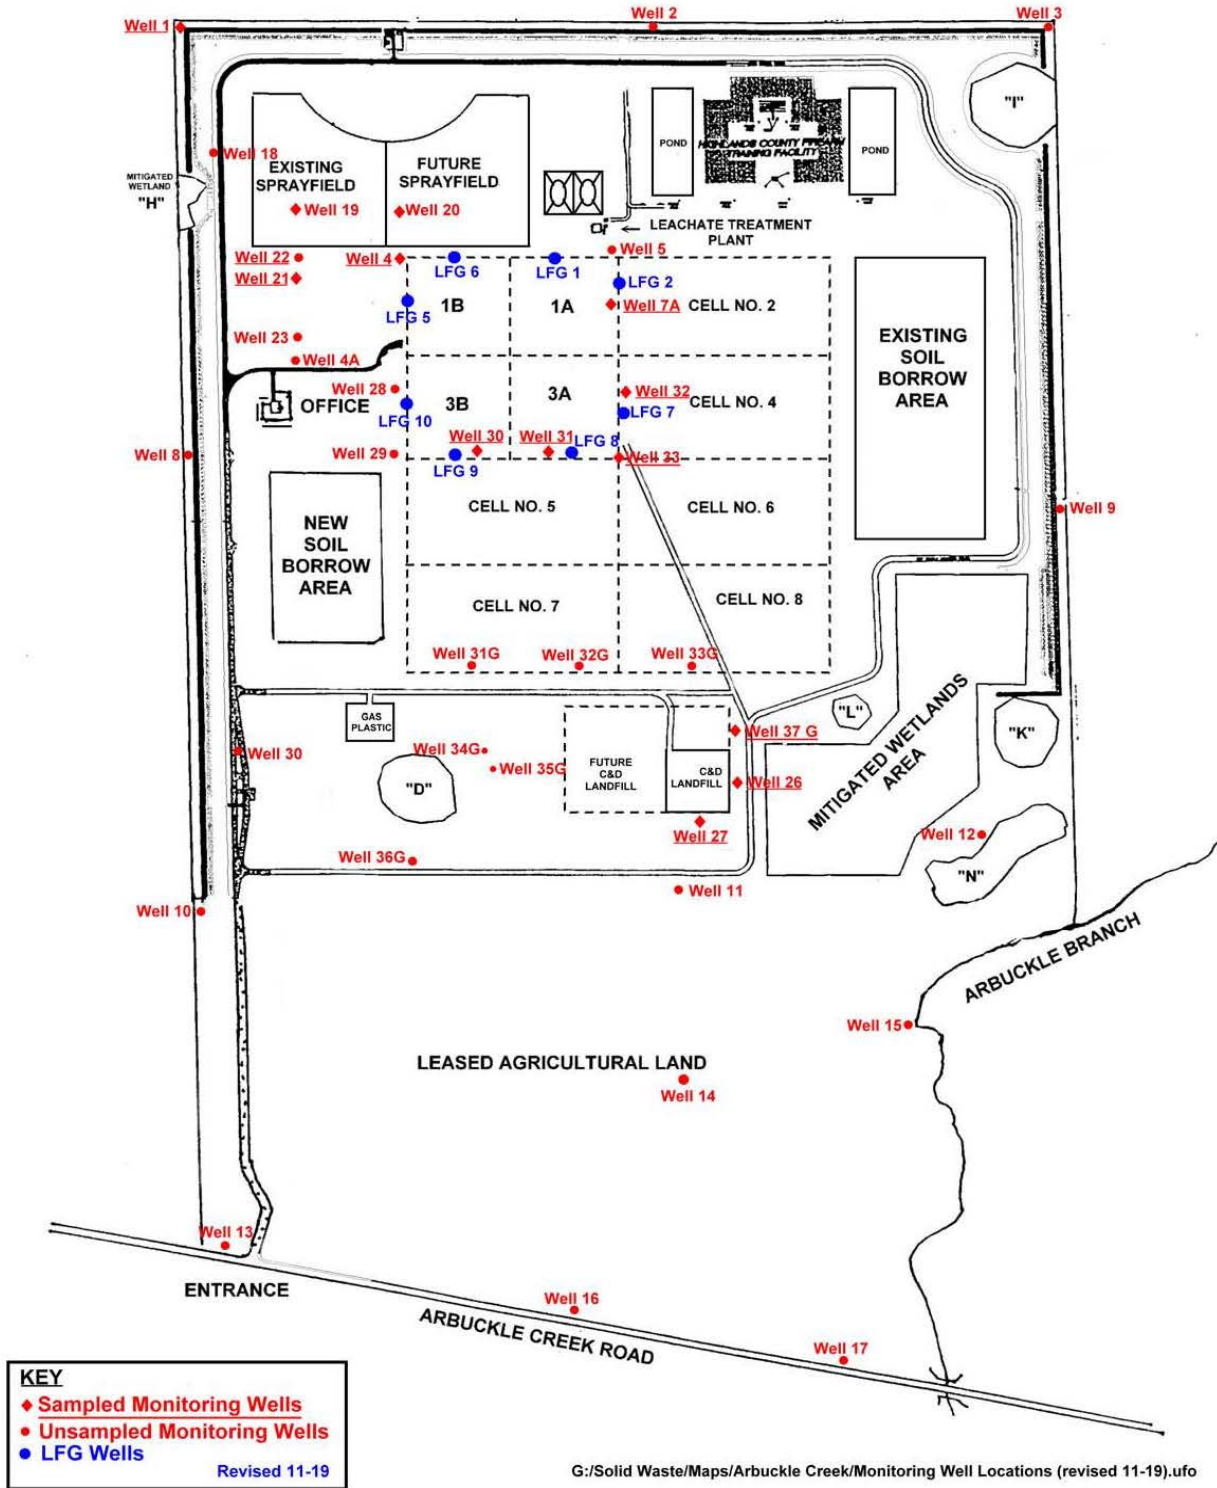 Well 1
Well 2
Well 3
"I"
POND
HIGHLANDS COUNTY FIREARM
TRAINING FACILITY
POND
Well 18
MITIGATED
WETLAND
"H"
EXISTING
SPRAYFIELD
FUTURE
SPRAYFIELD
Well 19
Well 20
LEACHATE TREATMENT
PLANT
Well 22
Well 4
LFG 6
LFG 1
Well 5
Well 21
LFG 2
LFG 5
1B
1A
Well 7A
CELL NO. 2
Well 23
Well 4A
EXISTING
SOIL
BORROW
AREA
Well 28
OFFICE
LFG 10
3B
3A
Well 32
CELL NO. 4
LFG 7
Well 8
Well 29
Well 30
LFG 9
Well 31
LFG 8
Well 33
CELL NO. 5
CELL NO. 6
Well 9
NEW
SOIL
BORROW
AREA
CELL NO. 7
CELL NO. 8
Well 31G
Well 32G
Well 33G
GAS
PLASTIC
"L"
"K"
Well 37 G
MITIGATED WETLANDS
AREA
Well 30
Well 34G
Well 35G
"D"
FUTURE
C&D
LANDFILL
C&D
LANDFILL
Well 26
Well 27
Well 12
"N"
Well 36G
Well 11
Well 10
ARBUCKLE BRANCH
Well 15
LEASED AGRICULTURAL LAND
Well 14
Well 13
ENTRANCE
Well 16
ARBUCKLE CREEK ROAD
Well 17
KEY
Sampled Monitoring Wells
Unsampled Monitoring Wells
LFG Wells
Revised 11-19
G:/Solid Waste/Maps/Arbuckle Creek/Monitoring Well Locations (revised 11-19).ufo